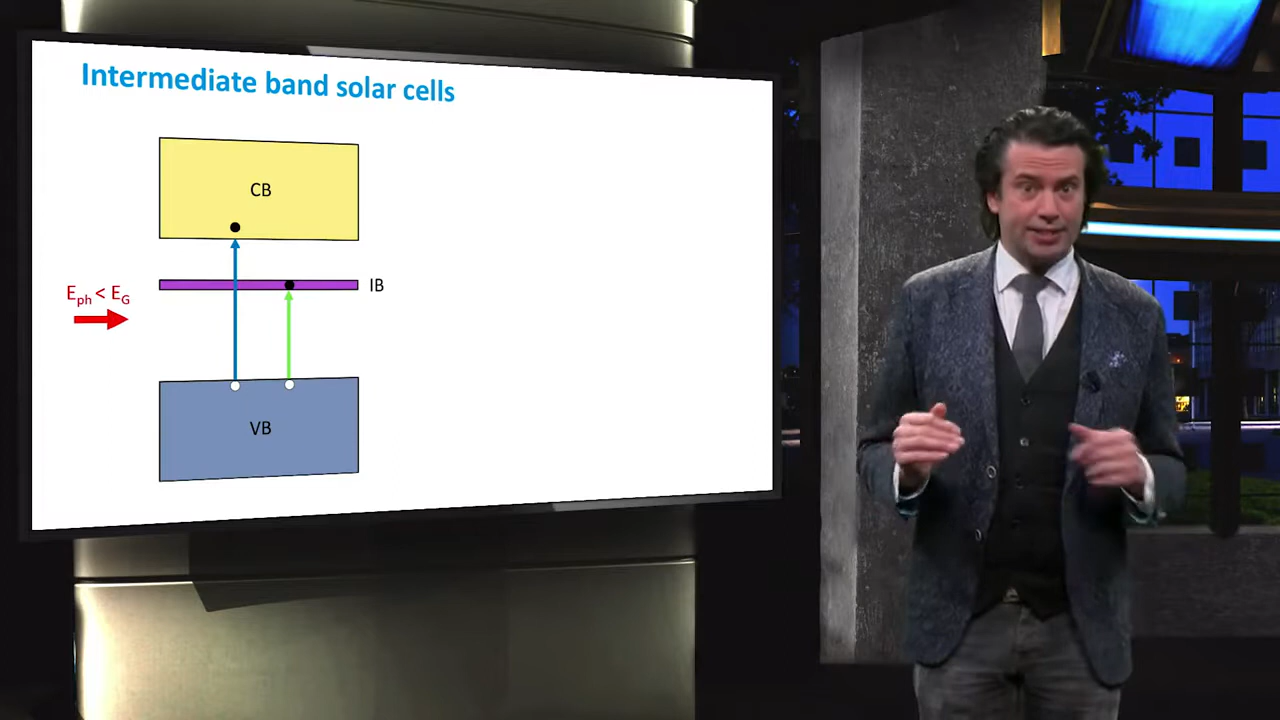 Intermediate band solar cells
CB
IB
Eph < EG
VB